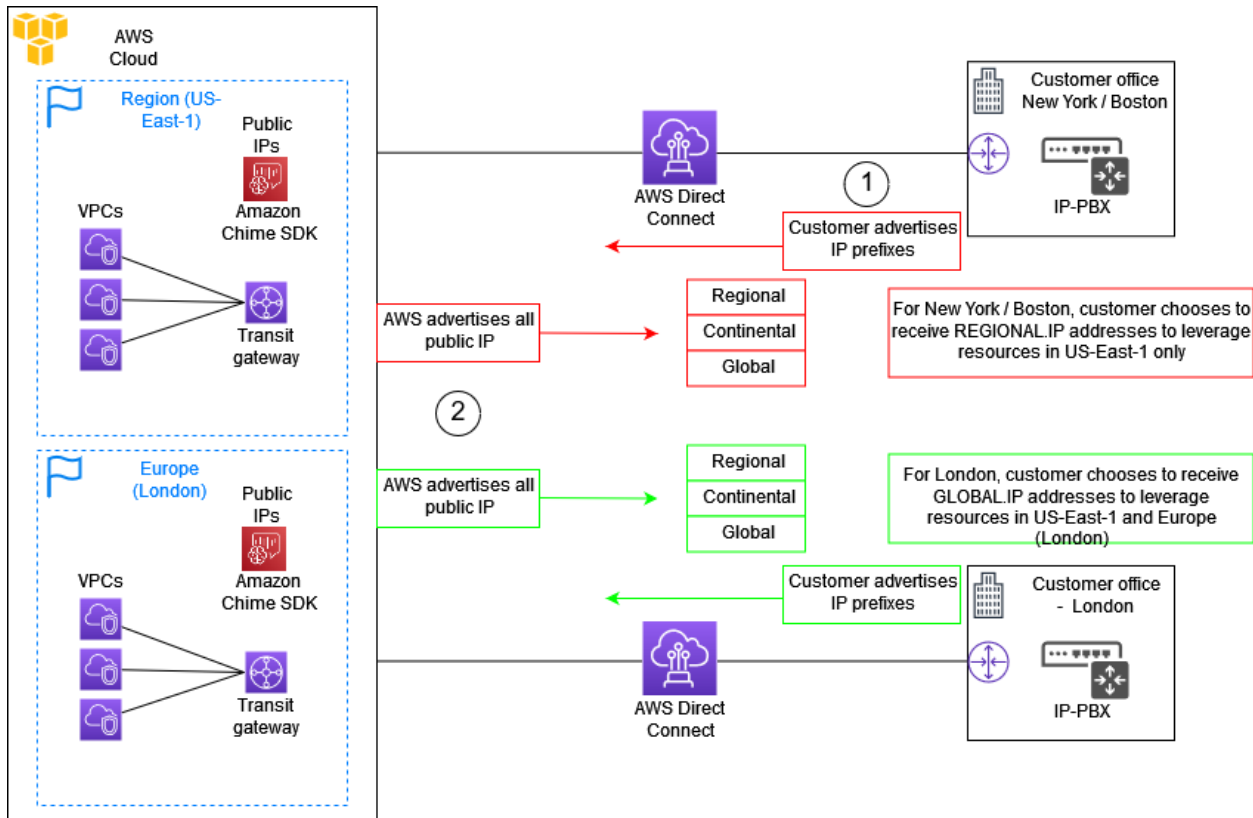 AWS
Cloud
Region (US-
East-1)
Public
IPs
Amazon
Chime SDK
VPCs
Transit
gateway
AWS Direct
Connect
1
Customer office
New York / Boston
IP-PBX
Customer advertises
IP prefixes
AWS advertises all
public IP
Regional
Continental
Global
For New York / Boston, customer chooses to
receive REGIONAL.IP addresses to leverage
resources in US-East-1 only
2
Europe
(London)
Public
IPs
Amazon
Chime SDK
VPCs
Transit
gateway
AWS advertises all
public IP
Regional
Continental
Global
For London, customer chooses to receive
GLOBAL.IP addresses to leverage
resources in US-East-1 and Europe
(London)
Customer advertises
IP prefixes
AWS Direct
Connect
Customer office
- London
IP-PBX